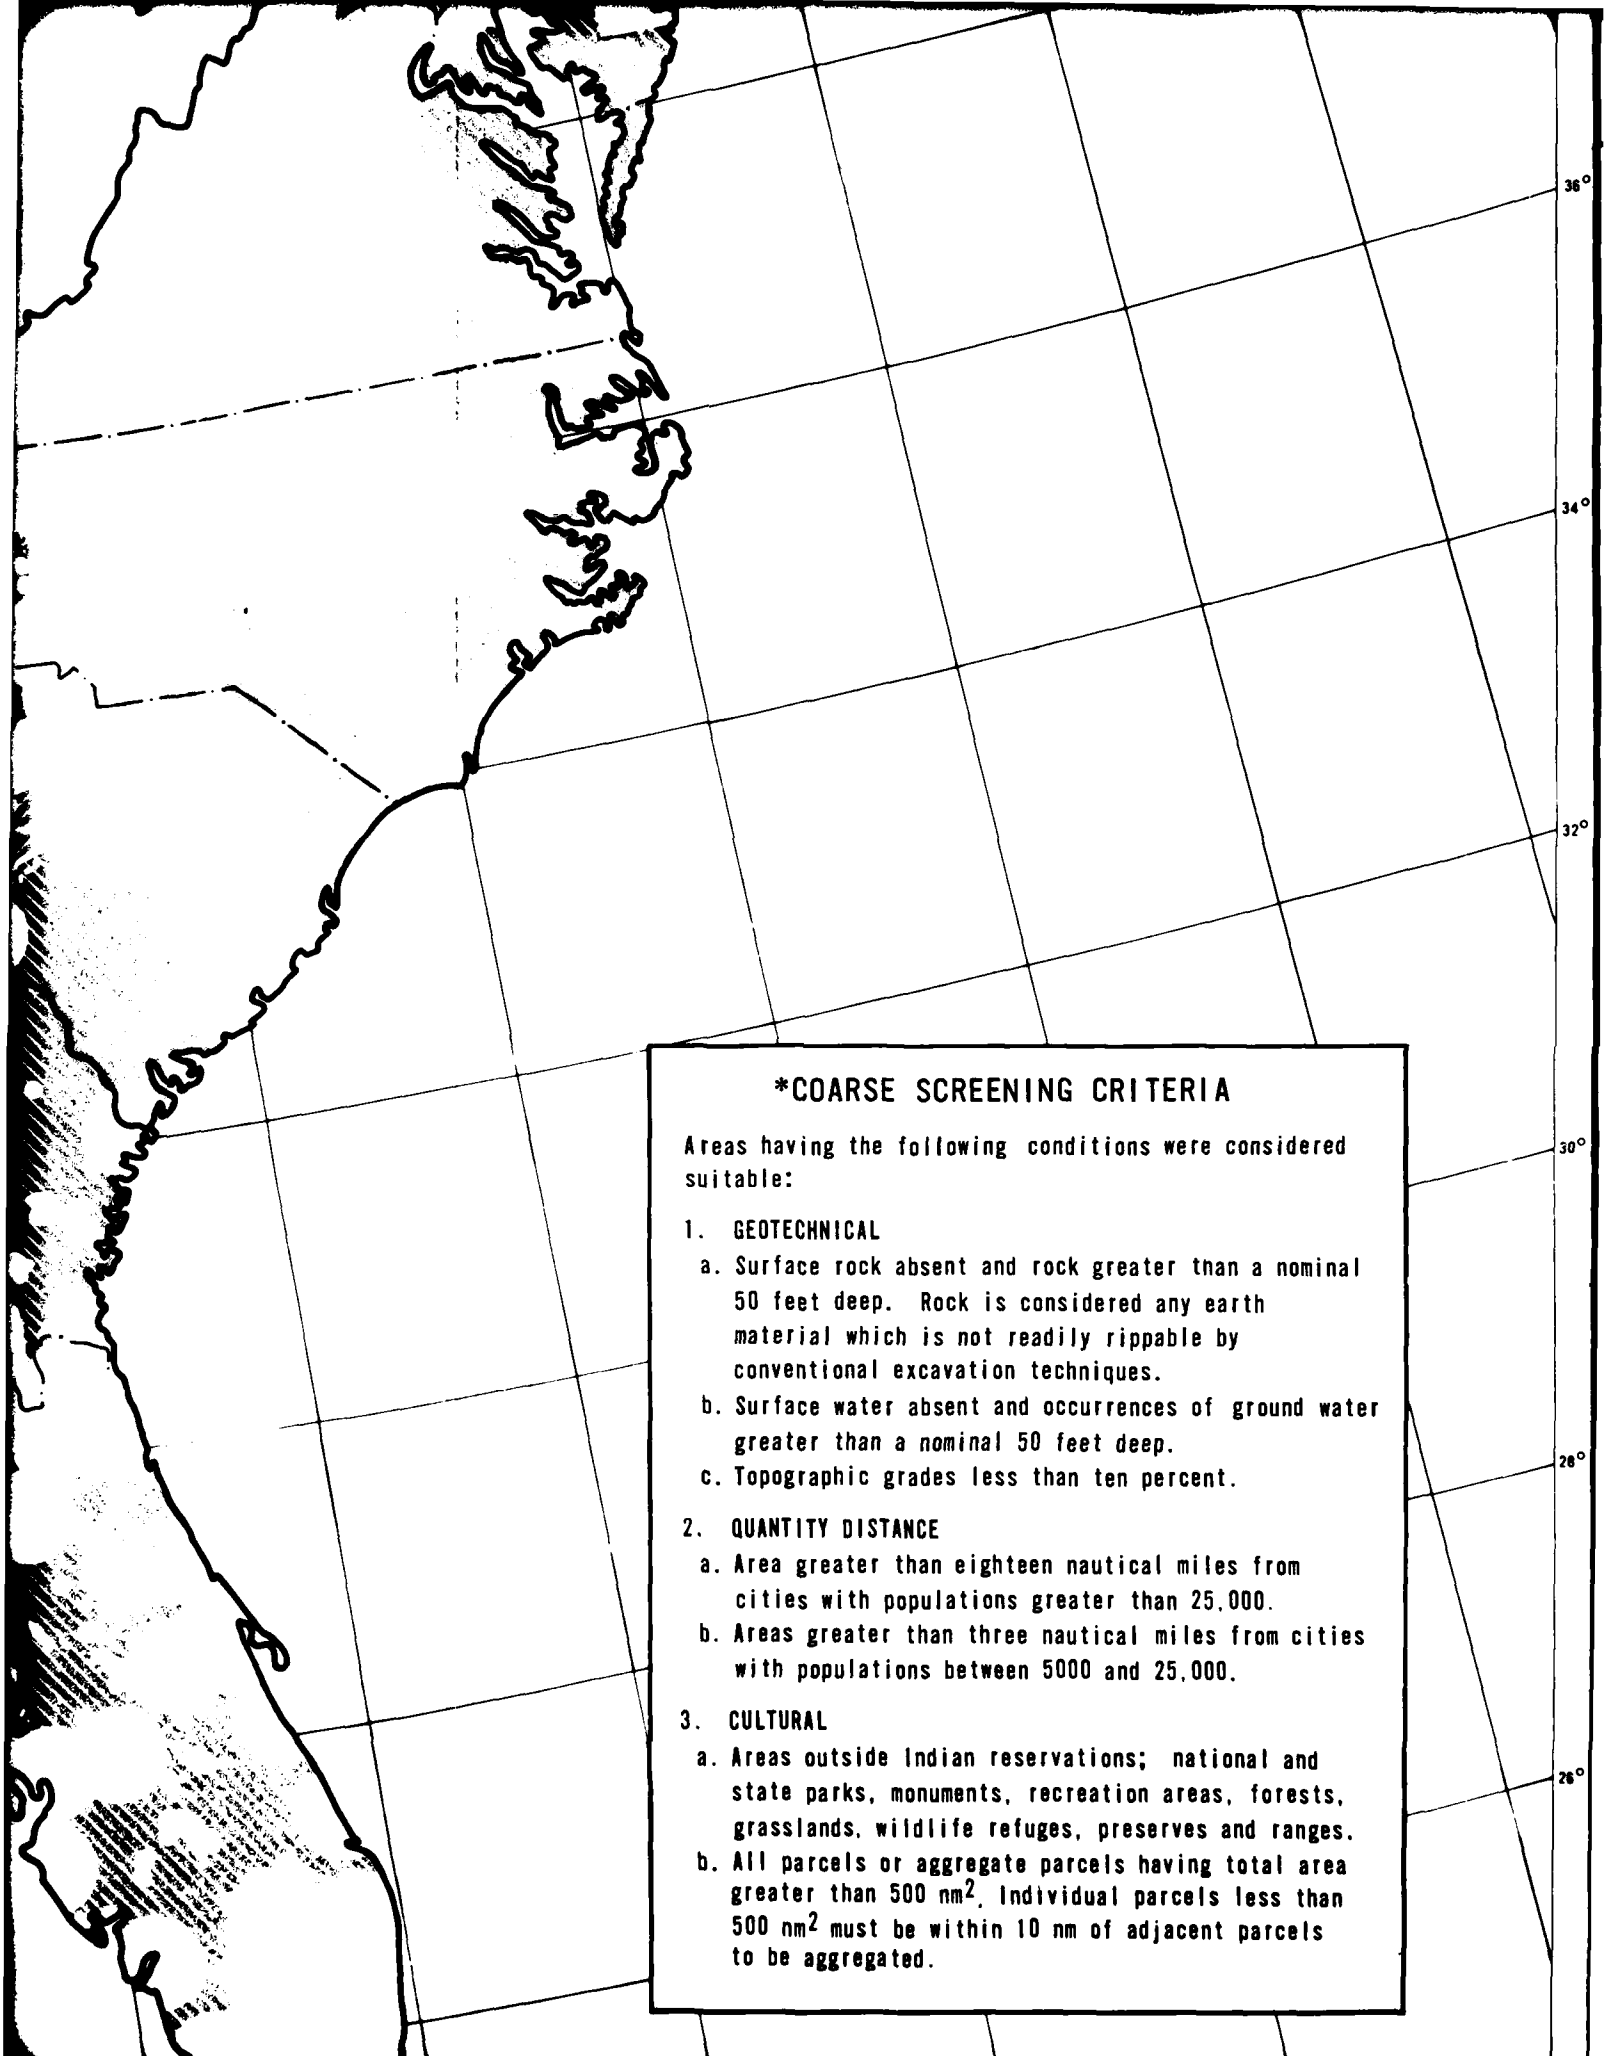 36°
34°
32°
30°
28°
26°
*COARSE SCREENING CRITERIA
Areas having the following conditions were considered
suitable:
1. GEOTECHNICAL
a. Surface rock absent and rock greater than a nominal
50 feet deep. Rock is considered any earth
material which is not readily rippable by
conventional excavation techniques.
b. Surface water absent and occurrences of ground water
greater than a nominal 50 feet deep.
c. Topographic grades less than ten percent.
2. QUANTITY DISTANCE
a. Area greater than eighteen nautical miles from
cities with populations greater than 25,000.
b. Areas greater than three nautical miles from cities
with populations between 5000 and 25,000.
3. CULTURAL
a. Areas outside Indian reservations; national and
state parks, monuments, recreation areas, forests,
grasslands, wildlife refuges, preserves and ranges.
b. All parcels or aggregate parcels having total area
greater than 500 nm². Individual parcels less than
500 nm² must be within 10 nm of adjacent parcels
to be aggregated.